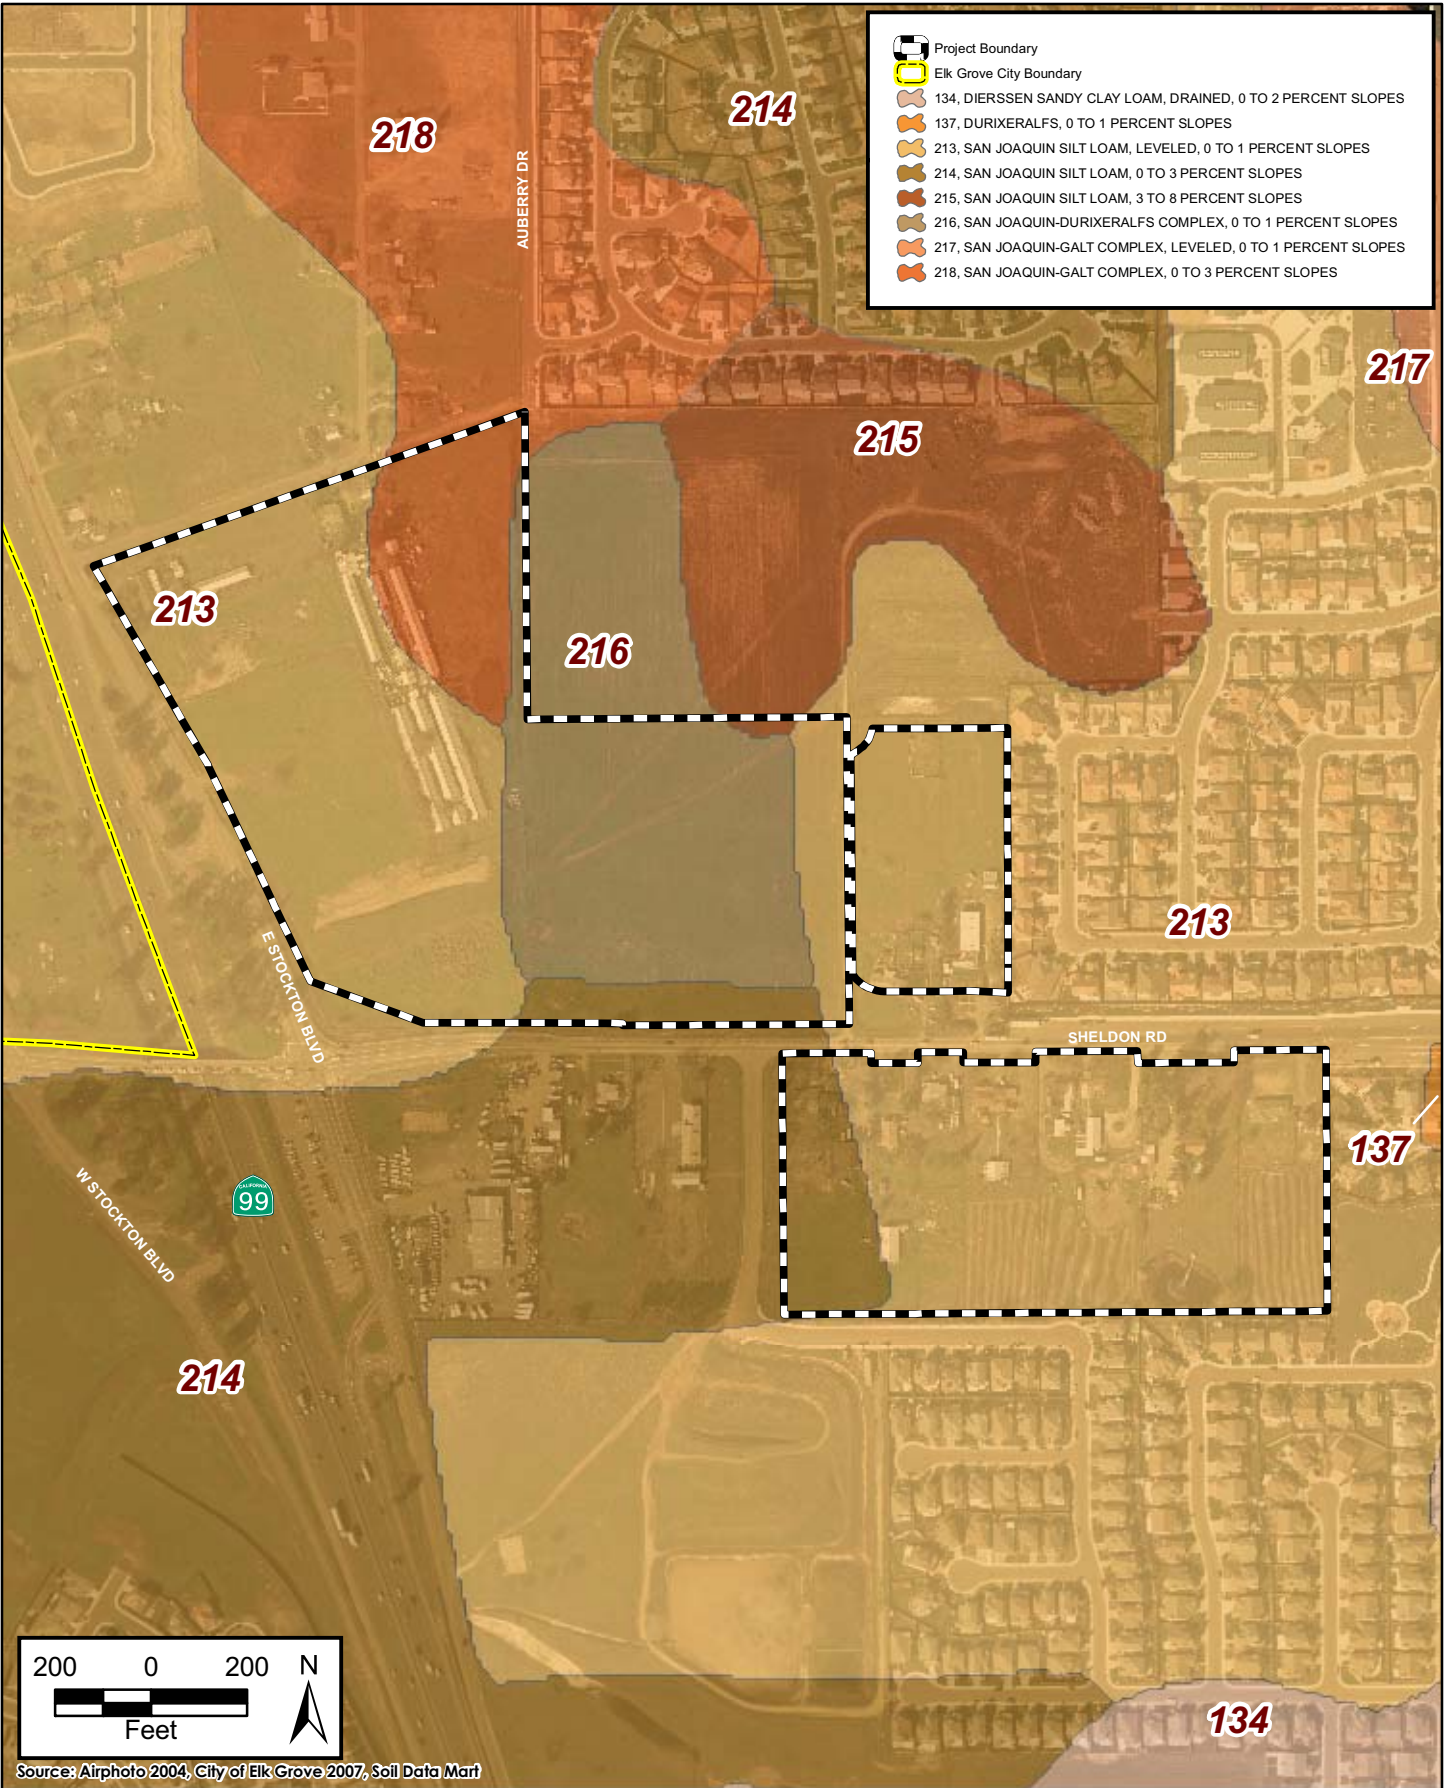 Project Boundary
Elk Grove City Boundary
134, DIERSSEN SANDY CLAY LOAM, DRAINED, 0 TO 2 PERCENT SLOPES
137, DURIXERALFS, 0 TO 1 PERCENT SLOPES
213, SAN JOAQUIN SILT LOAM, LEVELED, 0 TO 1 PERCENT SLOPES
214, SAN JOAQUIN SILT LOAM, 0 TO 3 PERCENT SLOPES
215, SAN JOAQUIN SILT LOAM, 3 TO 8 PERCENT SLOPES
216, SAN JOAQUIN-DURIXERALFS COMPLEX, 0 TO 1 PERCENT SLOPES
217, SAN JOAQUIN-GALT COMPLEX, LEVELED, 0 TO 1 PERCENT SLOPES
218, SAN JOAQUIN-GALT COMPLEX, 0 TO 3 PERCENT SLOPES
214
218
AUBERRY DR
217
215
213
216
213
E STOCKTON BLVD
SHELDON RD
137
W STOCKTON BLVD
CALIFORNIA
99
214
134
200 0 200 N
Feet
Source: Airphoto 2004, City of Elk Grove 2007, Soil Data Mart